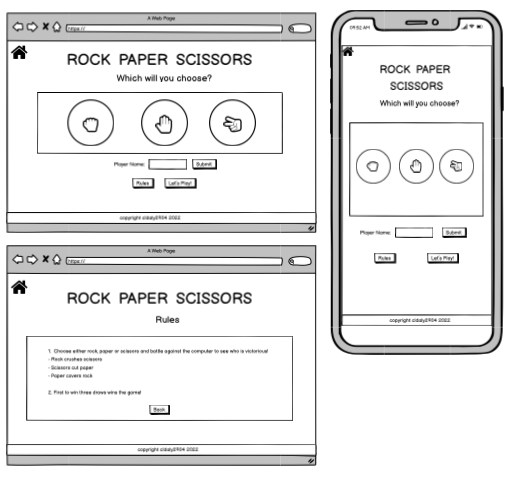 A Web Page
https://
ROCK PAPER SCISSORS
Which will you choose?
Player Name:
Submit
Rules
Let's Play!
copyright cldaly2904 2022
09:52 AM
ROCK PAPER
SCISSORS
Which will you choose?
Player Name:
Submit
Rules
Let's Play!
copyright cldaly2904 2022
A Web Page
https://
ROCK PAPER SCISSORS
Rules
1. Choose either rock, paper or scissors and battle against the computer to see who is victorious!
- Rock crushes scissors
- Scissors cut paper
- Paper covers rock
2. First to win three draws wins the game!
Back
copyright cldaly2904 2022